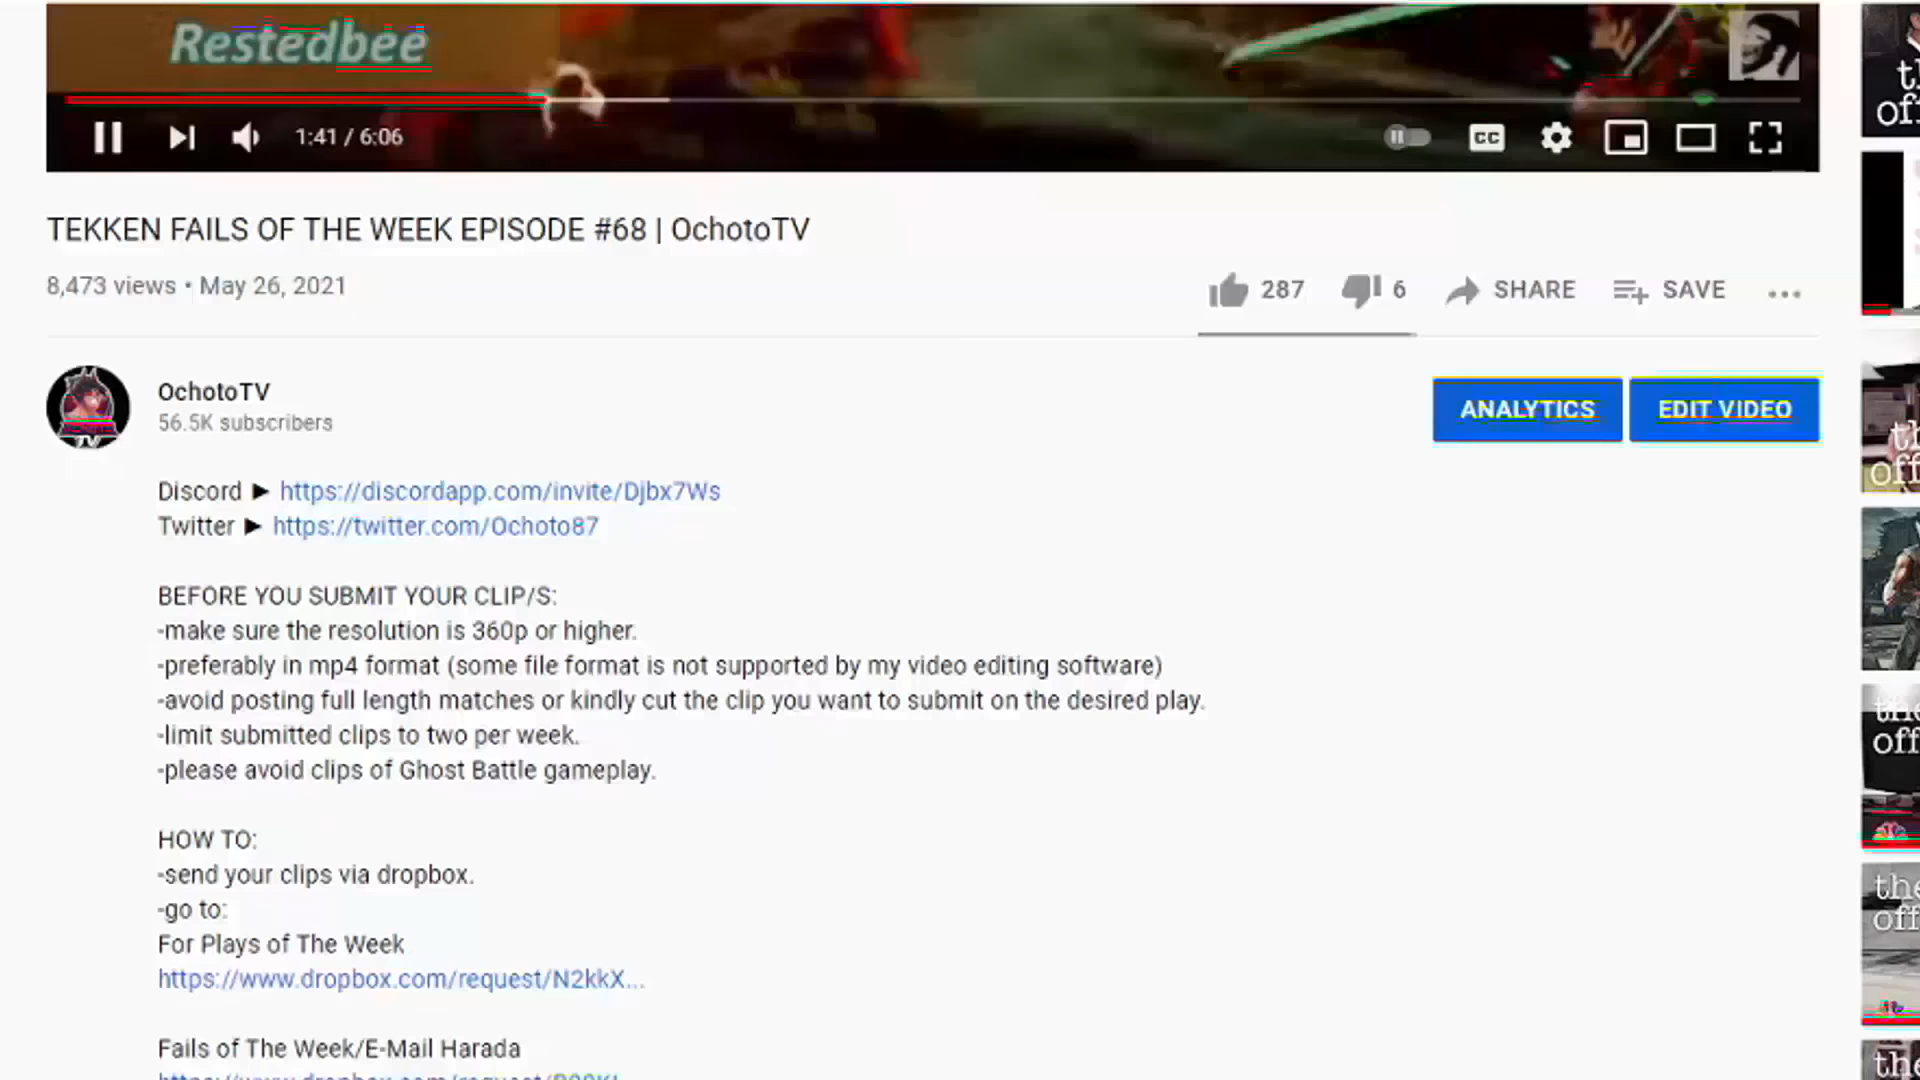 Restedbee
1:41 / 6:06
CC
TEKKEN FAILS OF THE WEEK EPISODE #68 | OchotoTV
8,473 views • May 26, 2021
287
6
SHARE
SAVE
OchotoTV
56.5K subscribers
ANALYTICS
EDIT VIDEO
Discord ► https://discordapp.com/invite/Djbx7Ws
Twitter ► https://twitter.com/Ochoto87
BEFORE YOU SUBMIT YOUR CLIP/S:
-make sure the resolution is 360p or higher.
-preferably in mp4 format (some file format is not supported by my video editing software)
-avoid posting full length matches or kindly cut the clip you want to submit on the desired play.
-limit submitted clips to two per week.
-please avoid clips of Ghost Battle gameplay.
HOW TO:
-send your clips via dropbox.
-go to:
For Plays of The Week
https://www.dropbox.com/request/N2kkX...
Fails of The Week/E-Mail Harada
the
off
the
off
the